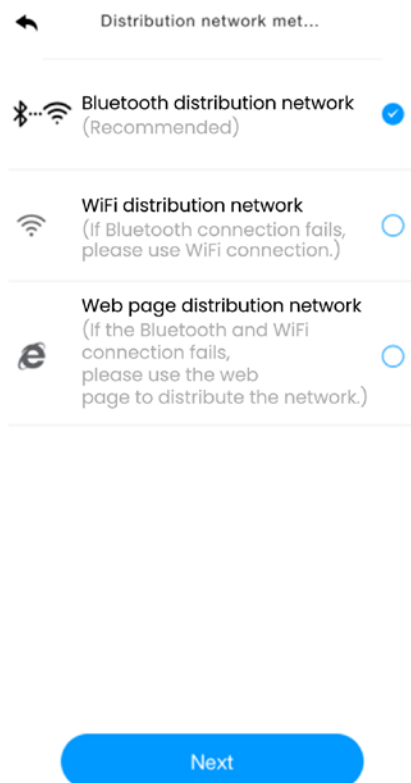 Distribution network met...
Bluetooth distribution network
(Recommended)
WiFi distribution network
(If Bluetooth connection fails,
please use WiFi connection.)
Web page distribution network
(If the Bluetooth and WiFi
connection fails,
please use the web
page to distribute the network.)
Next